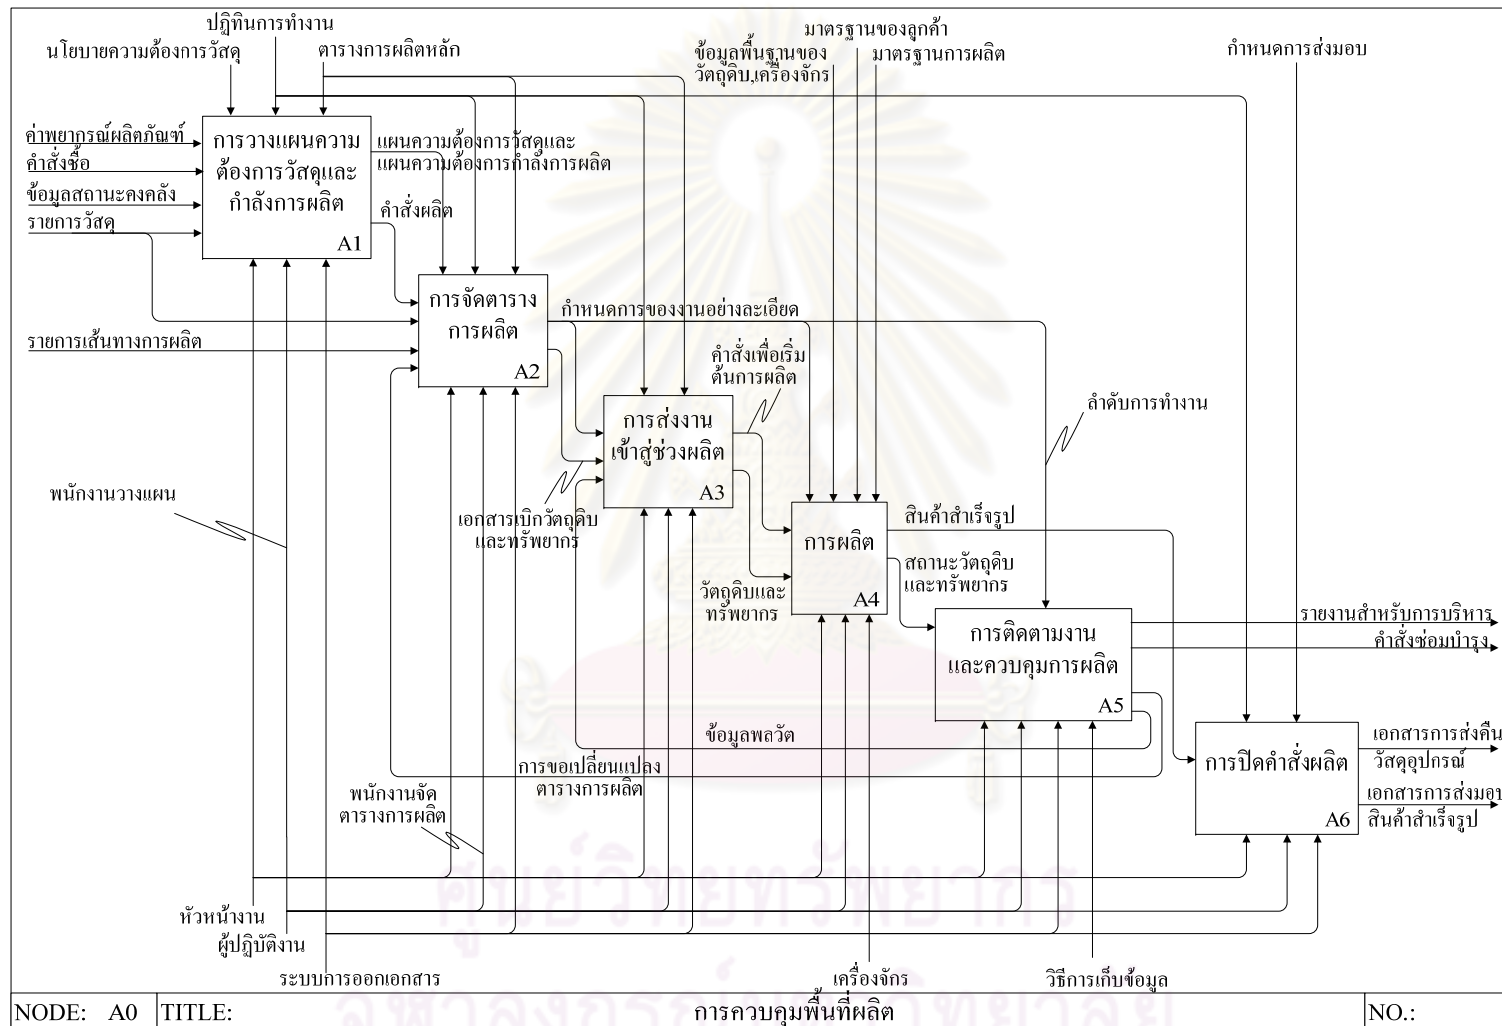 ปฏิทินการทำงาน
นโยบายความต้องการวัสดุ
ตารางการผลิตหลัก
มาตรฐานของลูกค้า
ข้อมูลพื้นฐานของ
วัตถุดิบ,เครื่องจักร
มาตรฐานการผลิต
กำหนดการส่งมอบ
ค่าพยากรณ์ผลิตภัณฑ์
คำสั่งซื้อ
ข้อมูลสถานะคงคลัง
รายการวัสดุ
การวางแผนความ
ต้องการวัสดุและ
กำลังการผลิต
A1
แผนความต้องการวัสดุและ
แผนความต้องการกำลังการผลิต
คำสั่งผลิต
การจัดตาราง
การผลิต
A2
รายการเส้นทางการผลิต
กำหนดการของงานอย่างละเอียด
คำสั่งเพื่อเริ่ม
ต้นการผลิต
การส่งงาน
เข้าสู่ช่วงผลิต
A3
ลำดับการทำงาน
พนักงานวางแผน
เอกสารเบิกวัตถุดิบ
และทรัพยากร
การผลิต
A4
สินค้าสำเร็จรูป
สถานะวัตถุดิบ
และทรัพยากร
วัตถุดิบและ
ทรัพยากร
การติดตามงาน
และควบคุมการผลิต
A5
รายงานสำหรับการบริหาร
คำสั่งซ่อมบำรุง
ข้อมูลพลวัต
การขอเปลี่ยนแปลง
ตารางการผลิต
พนักงานจัด
ตารางการผลิต
การปิดคำสั่งผลิต
A6
เอกสารการส่งคืน
วัสดุอุปกรณ์
เอกสารการส่งมอบ
สินค้าสำเร็จรูป
ศูนย์วิทยทรัพยากร
หัวหน้างาน
ผู้ปฏิบัติงาน
ระบบการออกเอกสาร
เครื่องจักร
วิธีการเก็บข้อมูล
จุฬาลงกรณ์มหาวิทยาลัย
NODE: A0 TITLE: การควบคุมพื้นที่ผลิต NO.: